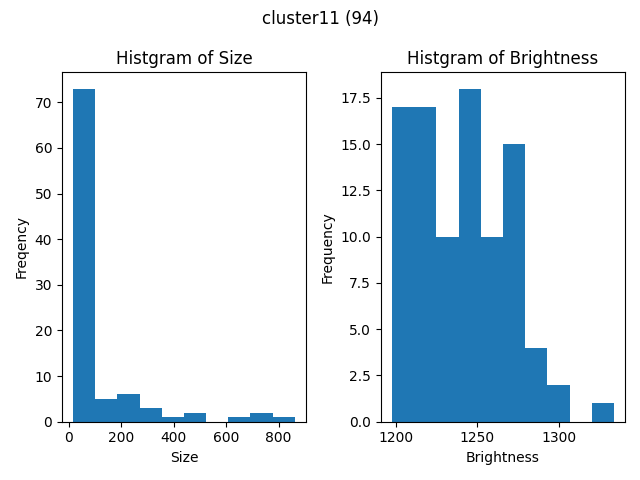 cluster11 (94)
Histgram of Size
70
60
50
40
30
20
10
0
Freqency
0 200 400 600 800
Size
Histgram of Brightness
17.5
15.0
12.5
10.0
7.5
5.0
2.5
0.0
Frequency
1200 1250 1300
Brightness